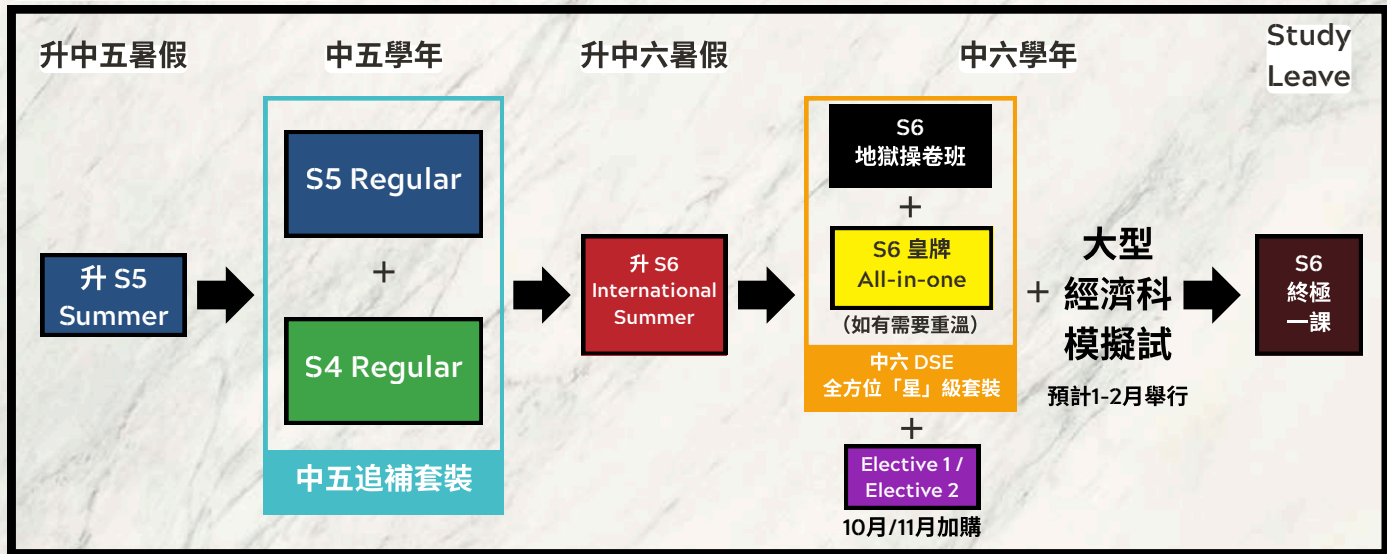 升中五暑假
中五學年
升中六暑假
中六學年
Study
Leave
升 S5
Summer
S5 Regular
+
S4 Regular
中五追補套裝
升 S6
International
Summer
S6
地獄操卷班
+
S6 皇牌
All-in-one
(如有需要重溫)
中六 DSE
全方位「星」級套裝
+
Elective 1 /
Elective 2
10月/11月加購
+
大型
經濟科
模擬試
預計1-2月舉行
S6
終極
一課